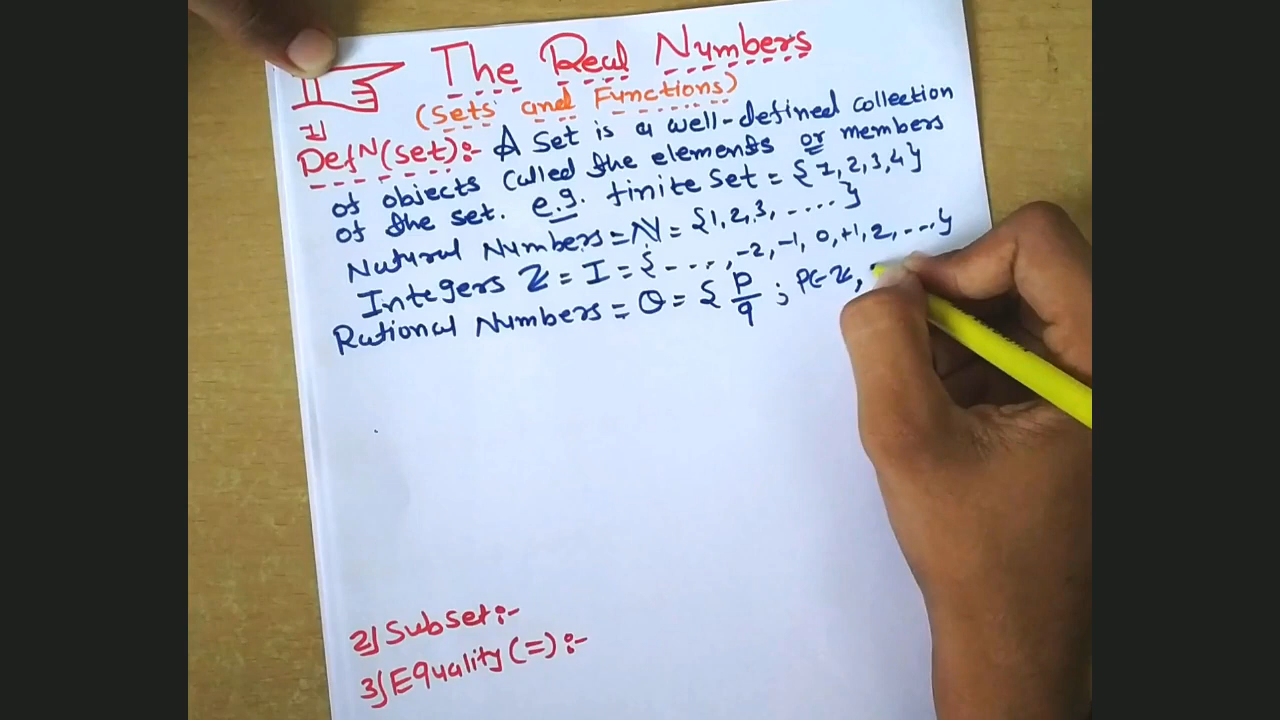 The Real Numbers
(Sets and Functions)
1)
Defᴺ(set):- A set is a well-defined collection
of objects called the elements or members
of the set. e.g. finite set = {1,2,3,4}
Natural Numbers = N = {1,2,3, .....}
Integers Z = I = {....,-2,-1,0,+1,2,....}
Rational Numbers = Q = { p/q ; p∈Z,
2) Subset:-
3) Equality(=):-